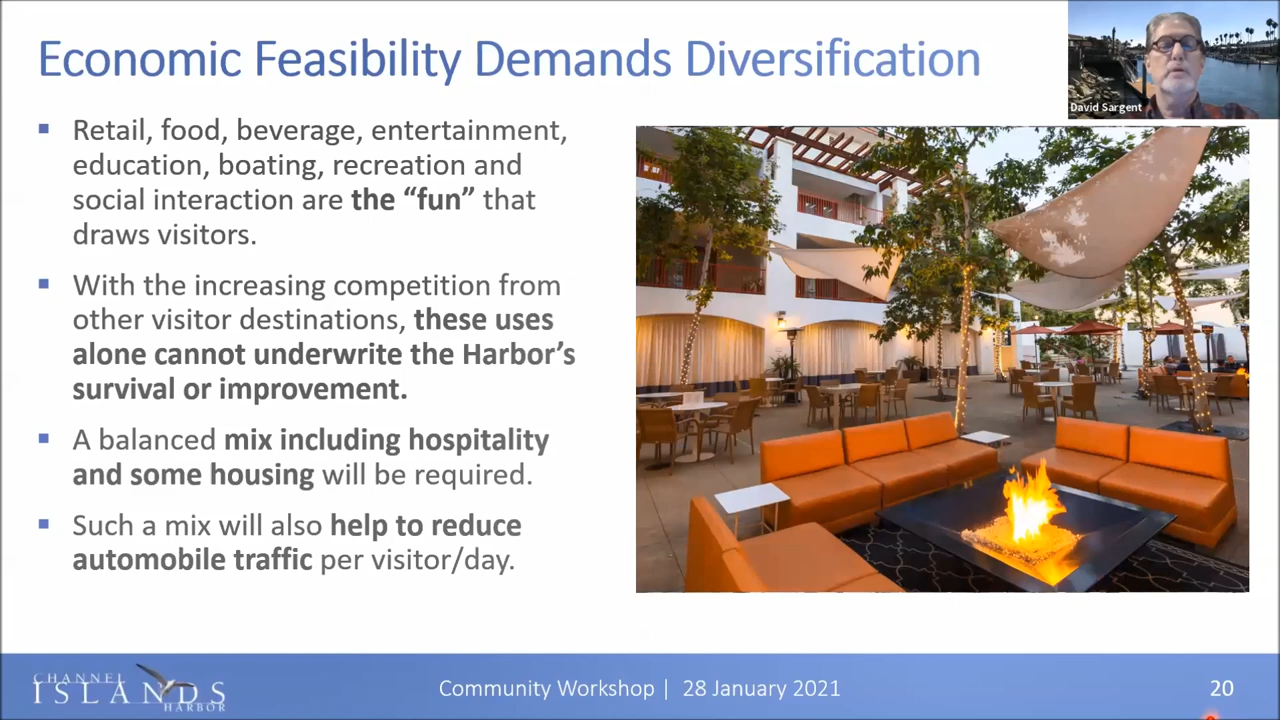 Economic Feasibility Demands Diversification
David Sargent
Retail, food, beverage, entertainment,
education, boating, recreation and
social interaction are the “fun” that
draws visitors.
With the increasing competition from
other visitor destinations, these uses
alone cannot underwrite the Harbor’s
survival or improvement.
A balanced mix including hospitality
and some housing will be required.
Such a mix will also help to reduce
automobile traffic per visitor/day.
CHANNEL
ISLANDS
HARBOR
Community Workshop | 28 January 2021
20